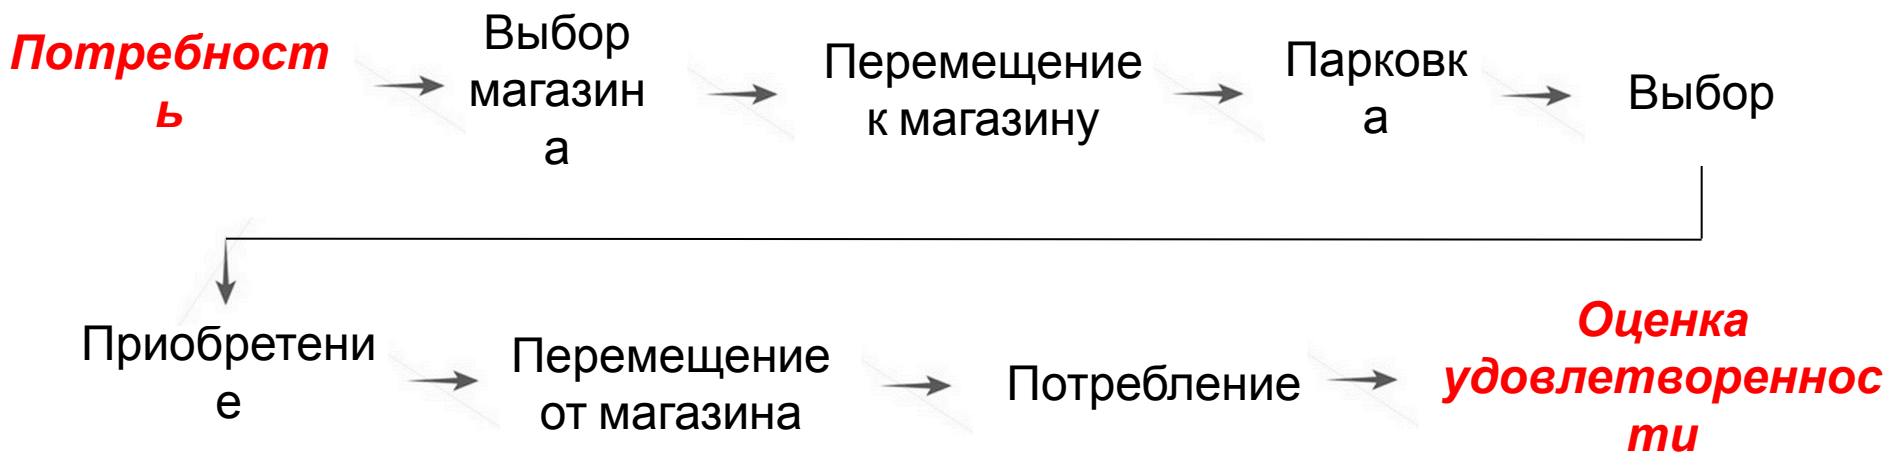 Потребност
ь
Выбор
магазин
а
Перемещение
к магазину
Парковк
а
Выбор
Приобретени
е
Перемещение
от магазина
Потребление
Оценка
удовлетвореннос
ти